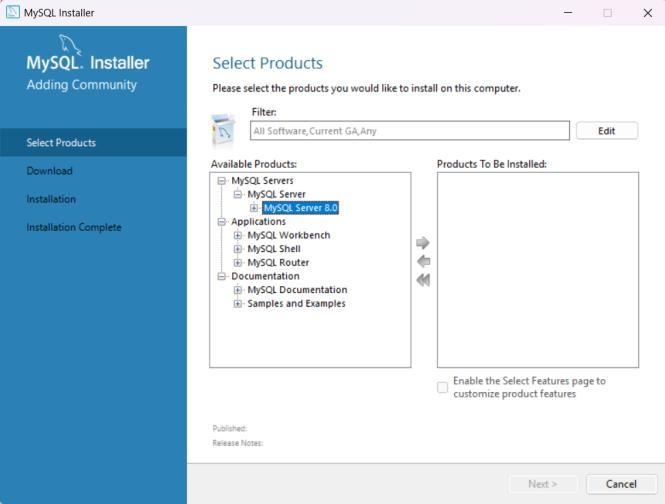 MySQL Installer
MySQL. Installer
Adding Community
Select Products
Download
Installation
Installation Complete
Select Products
Please select the products you would like to install on this computer.
Filter:
All Software,Current GA,Any
Edit
Available Products:
MySQL Servers
MySQL Server
MySQL Server 8.0
Applications
MySQL Workbench
MySQL Shell
MySQL Router
Documentation
MySQL Documentation
Samples and Examples
Products To Be Installed:
Enable the Select Features page to
customize product features
Published:
Release Notes:
Next >
Cancel